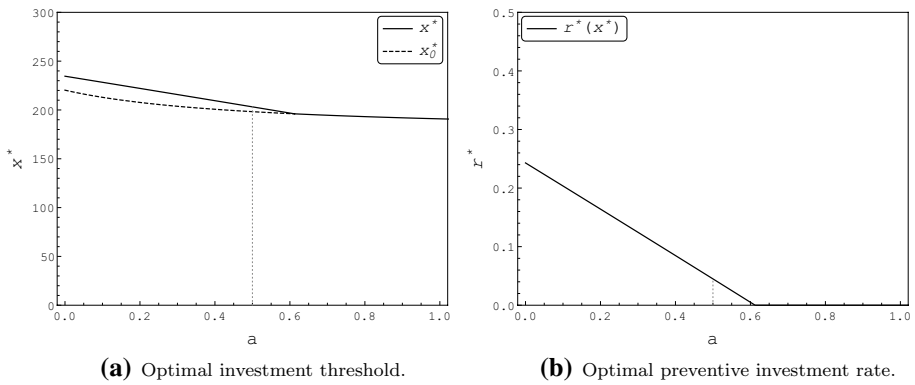 300
250
200
150
100
50
0
x*
x*
x₀*
0.0 0.2 0.4 0.6 0.8 1.0
a
(a) Optimal investment threshold.
0.5
0.4
0.3
0.2
0.1
0.0
r*
r*(x*)
0.0 0.2 0.4 0.6 0.8 1.0
a
(b) Optimal preventive investment rate.